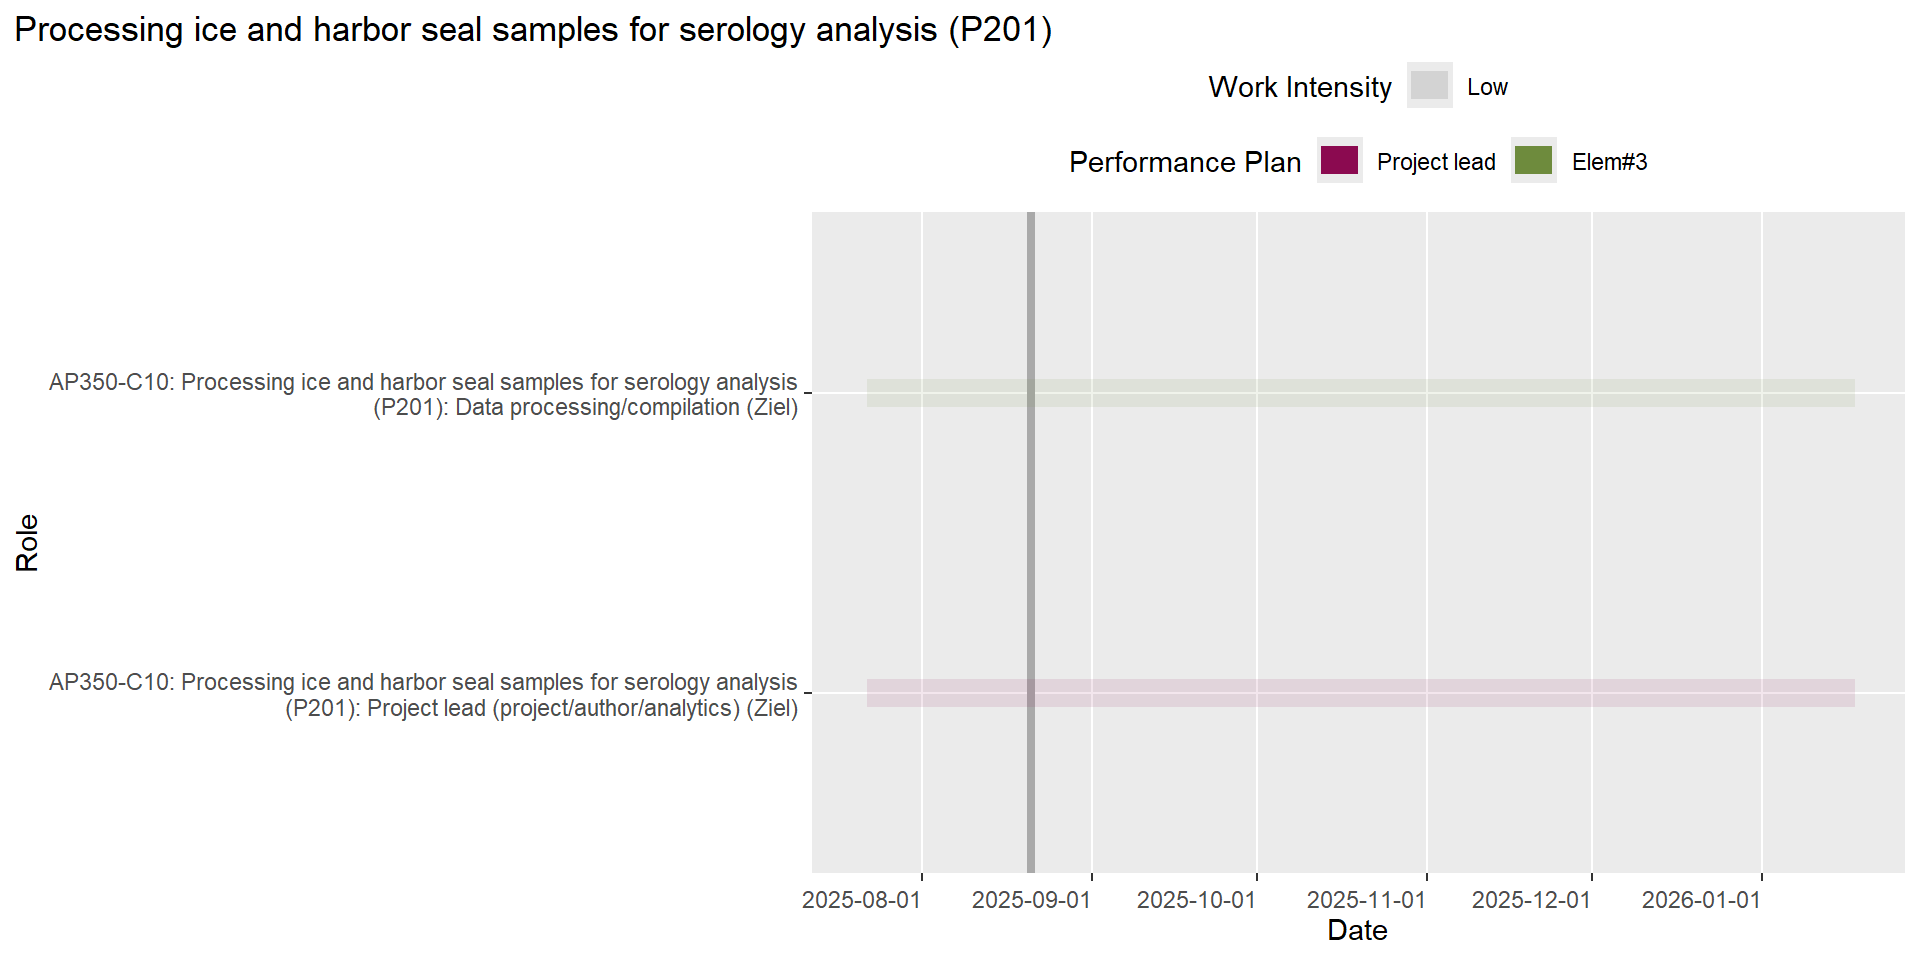 Processing ice and harbor seal samples for serology analysis (P201)
Work Intensity Low
Performance Plan Project lead Elem#3
AP350-C10: Processing ice and harbor seal samples for serology analysis
(P201): Data processing/compilation (Ziel)
Role
AP350-C10: Processing ice and harbor seal samples for serology analysis
(P201): Project lead (project/author/analytics) (Ziel)
2025-08-01 2025-09-01 2025-10-01 2025-11-01 2025-12-01 2026-01-01
Date